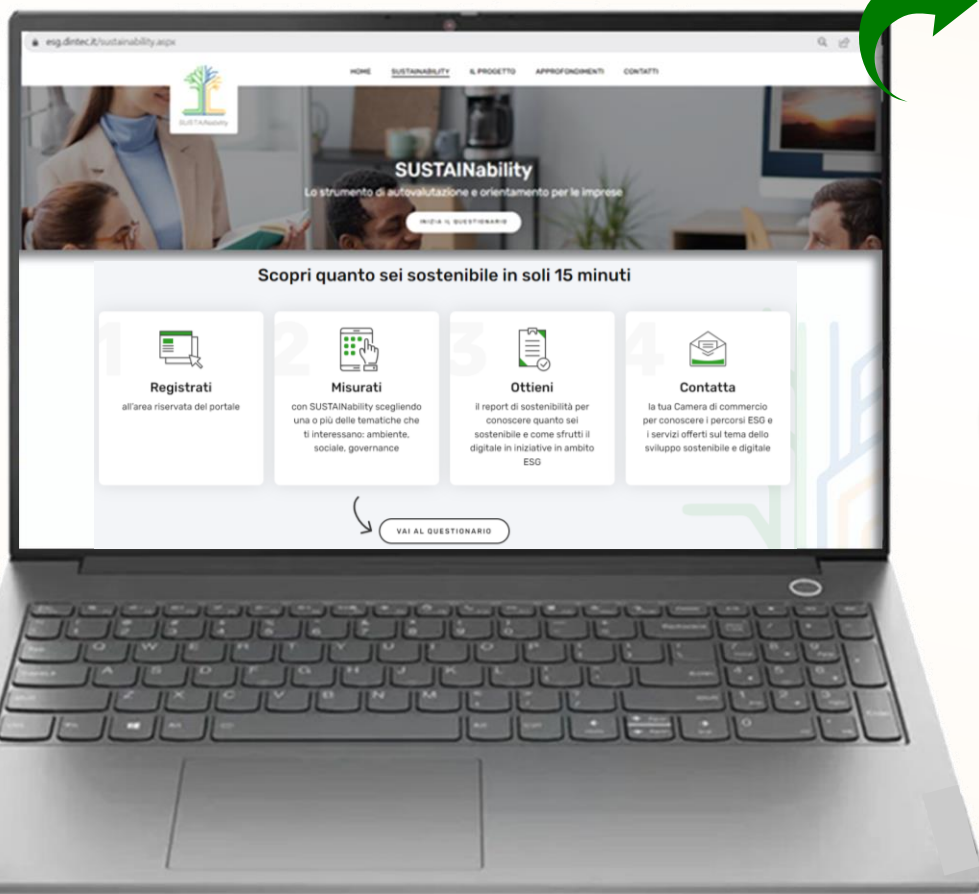 esg.dintec.it/sustainability.aspx
HOME SUSTAINABILITY IL PROGETTO APPROFONDIMENTI CONTATTI
SUSTAINability
SUSTAINability
Lo strumento di autovalutazione e orientamento per le imprese
INIZIA IL QUESTIONARIO
Scopri quanto sei sostenibile in soli 15 minuti
1 2 3 4
Registrati
all'area riservata del portale
Misurati
con SUSTAINability scegliendo
una o più delle tematiche che
ti interessano: ambiente,
sociale, governance
Ottieni
il report di sostenibilità per
conoscere quanto sei
sostenibile e come sfrutti il
digitale in iniziative in ambito
ESG
Contatta
la tua Camera di commercio
per conoscere i percorsi ESG e
i servizi offerti sul tema dello
sviluppo sostenibile e digitale
VAI AL QUESTIONARIO
Q W E R T Y U I O P
A S D F G H J K L
Z X C V B N M